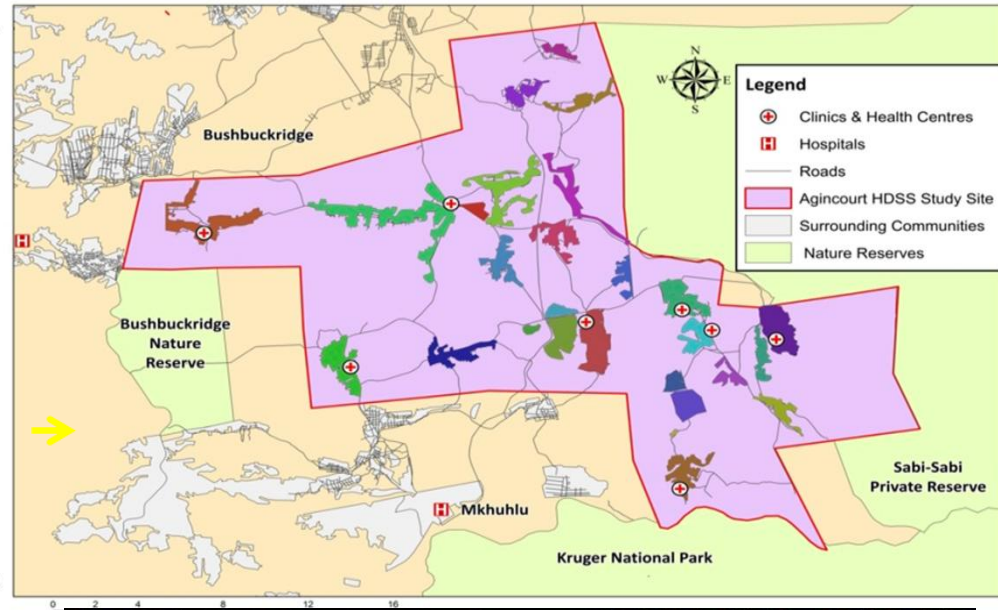 N
W E
S
Legend
Clinics & Health Centres
H Hospitals
Roads
Agincourt HDSS Study Site
Surrounding Communities
Nature Reserves
Bushbuckridge
H
Bushbuckridge
Nature
Reserve
H Mkhuhlu
Sabi-Sabi
Private Reserve
Kruger National Park
0 2 4 8 12 16